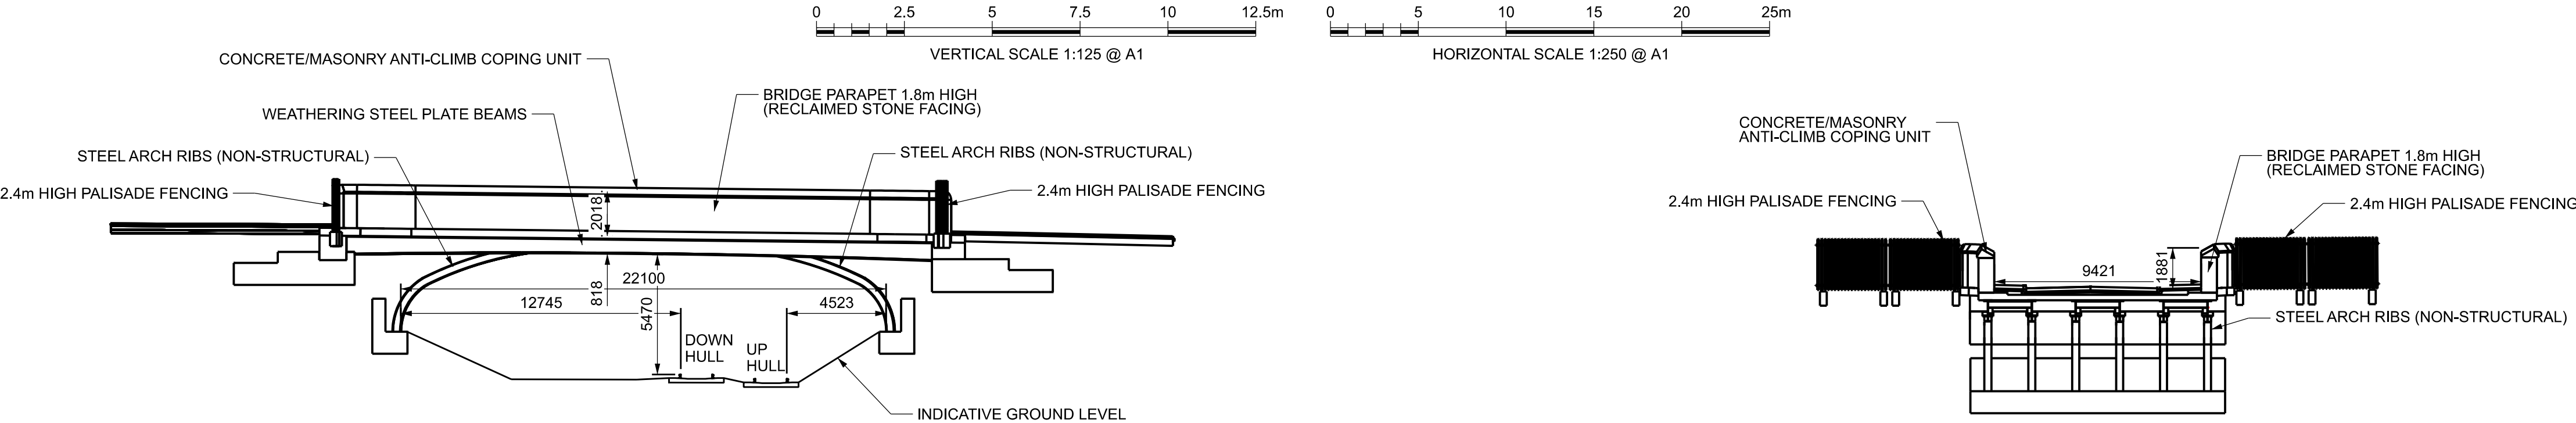 0 2.5 5 7.5 10 12.5m
VERTICAL SCALE 1:125 @ A1
0 5 10 15 20 25m
HORIZONTAL SCALE 1:250 @ A1
CONCRETE/MASONRY ANTI-CLIMB COPING UNIT
BRIDGE PARAPET 1.8m HIGH
(RECLAIMED STONE FACING)
WEATHERING STEEL PLATE BEAMS
STEEL ARCH RIBS (NON-STRUCTURAL)
STEEL ARCH RIBS (NON-STRUCTURAL)
2.4m HIGH PALISADE FENCING
2.4m HIGH PALISADE FENCING
2018
22100
818
12745
4523
5470
DOWN
HULL
UP
HULL
INDICATIVE GROUND LEVEL
CONCRETE/MASONRY
ANTI-CLIMB COPING UNIT
BRIDGE PARAPET 1.8m HIGH
(RECLAIMED STONE FACING)
2.4m HIGH PALISADE FENCING
2.4m HIGH PALISADE FENCING
9421
1881
STEEL ARCH RIBS (NON-STRUCTURAL)